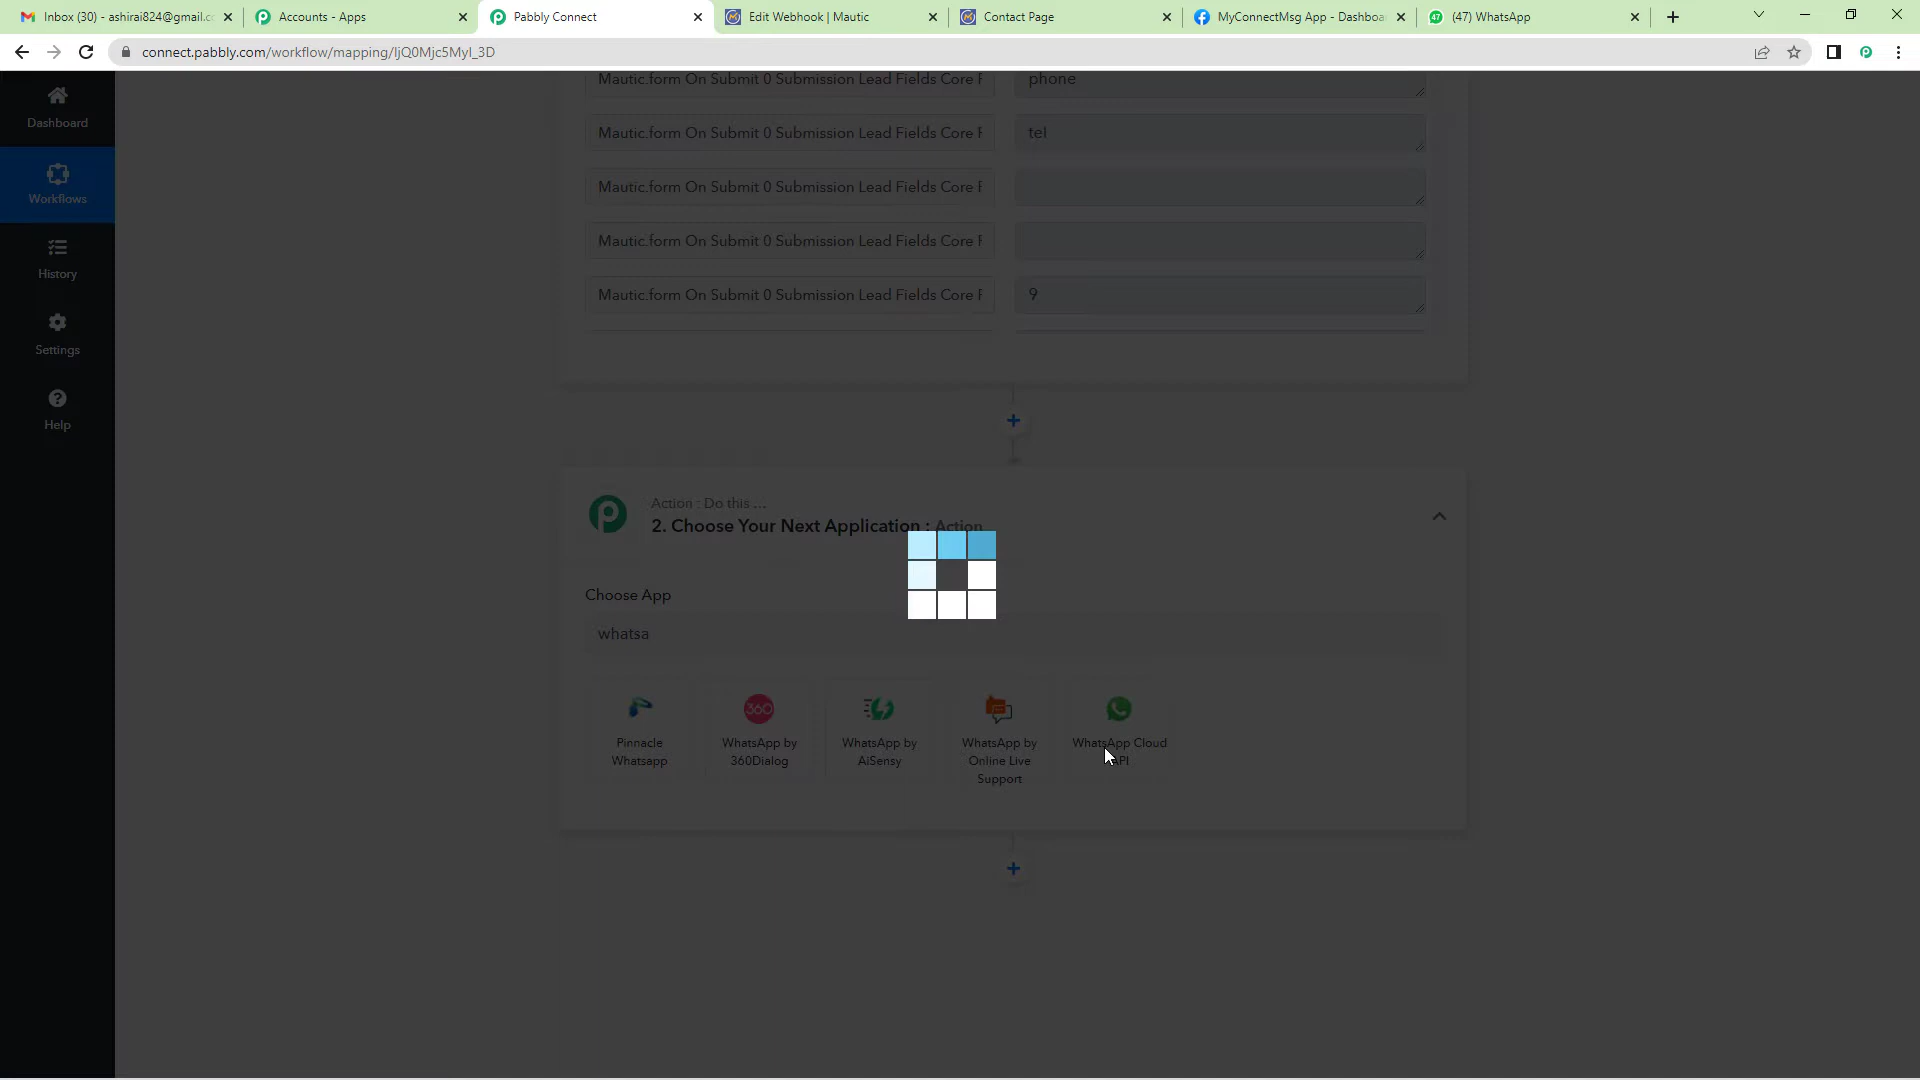 Inbox (30) - ashirai824@gmail.c
Accounts - Apps
Pabbly Connect
Edit Webhook | Mautic
Contact Page
MyConnectMsg App - Dashboa
47
(47) WhatsApp
connect.pabbly.com/workflow/mapping/IjQ0Mjc5MyI_3D
Dashboard
Workflows
History
Settings
Help
Mautic.form On Submit 0 Submission Lead Fields Core F
phone
Mautic.form On Submit 0 Submission Lead Fields Core F
tel
Mautic.form On Submit 0 Submission Lead Fields Core F
Mautic.form On Submit 0 Submission Lead Fields Core F
Mautic.form On Submit 0 Submission Lead Fields Core F
9
Action : Do this ...
2. Choose Your Next Application : Action
Choose App
whatsa
Pinnacle
Whatsapp
360
WhatsApp by
360Dialog
WhatsApp by
AiSensy
WhatsApp by
Online Live
Support
WhatsApp Cloud
API